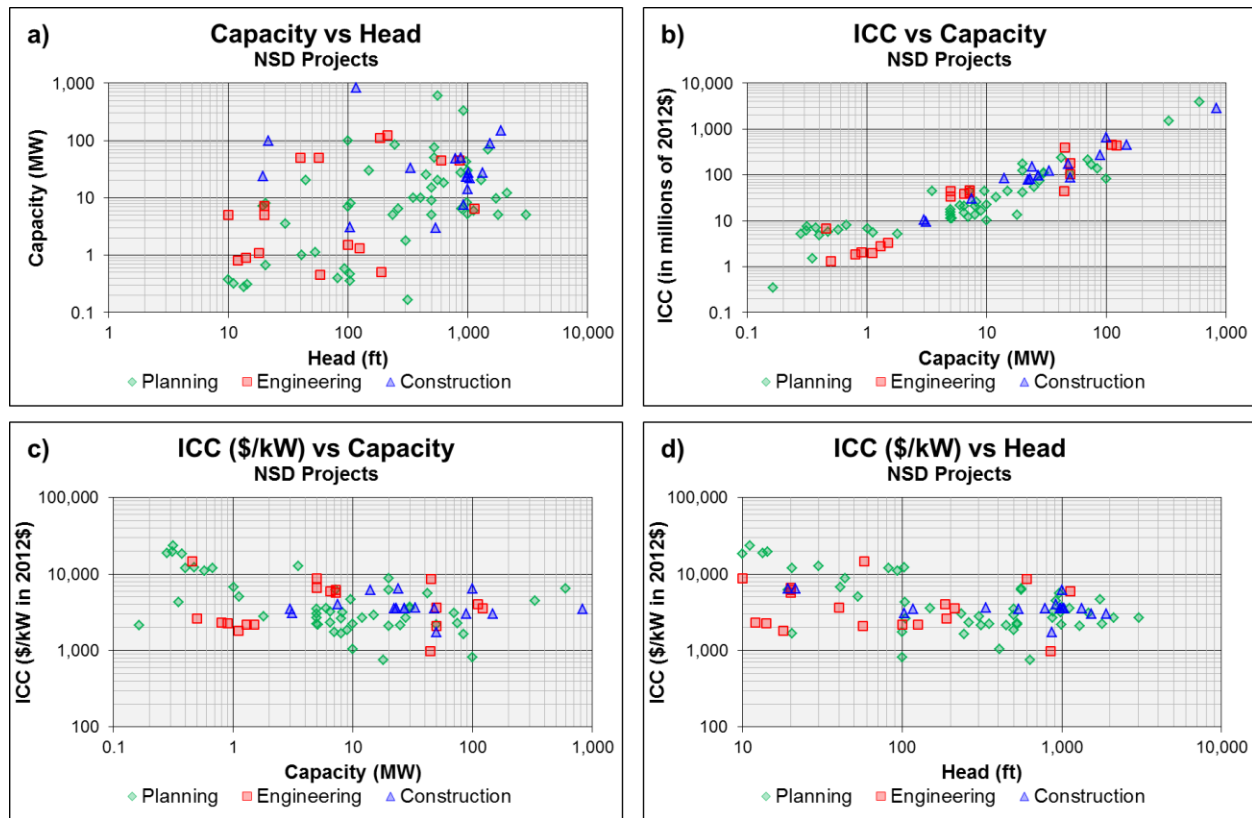 a) Capacity vs Head
NSD Projects
Capacity (MW)
1,000
100
10
1
0.1
1 10 100 1,000 10,000
Head (ft)
Planning Engineering Construction
b) ICC vs Capacity
NSD Projects
ICC (in millions of 2012$)
10,000
1,000
100
10
1
0.1
0.1 1 10 100 1,000
Capacity (MW)
Planning Engineering Construction
c) ICC ($/kW) vs Capacity
NSD Projects
ICC ($/kW in 2012$)
100,000
10,000
1,000
100
0.1 1 10 100 1,000
Capacity (MW)
Planning Engineering Construction
d) ICC ($/kW) vs Head
NSD Projects
ICC ($/kW in 2012$)
100,000
10,000
1,000
100
10 100 1,000 10,000
Head (ft)
Planning Engineering Construction